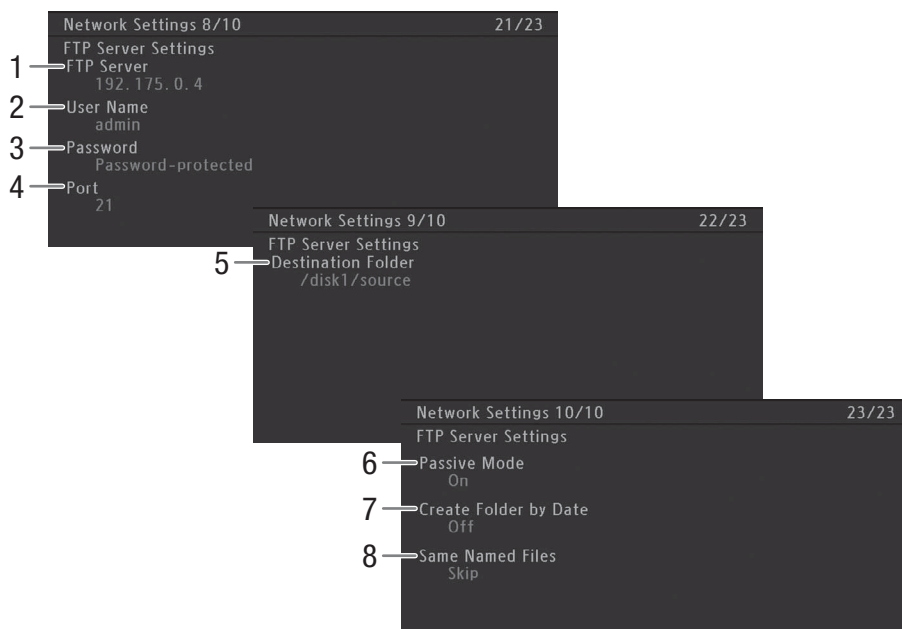 Network Settings 8/10 21/23
FTP Server Settings
1 FTP Server
192.175.0.4
2 User Name
admin
3 Password
Password-protected
4 Port
21
Network Settings 9/10 22/23
FTP Server Settings
5 Destination Folder
/disk1/source
Network Settings 10/10 23/23
FTP Server Settings
6 Passive Mode
On
7 Create Folder by Date
Off
8 Same Named Files
Skip